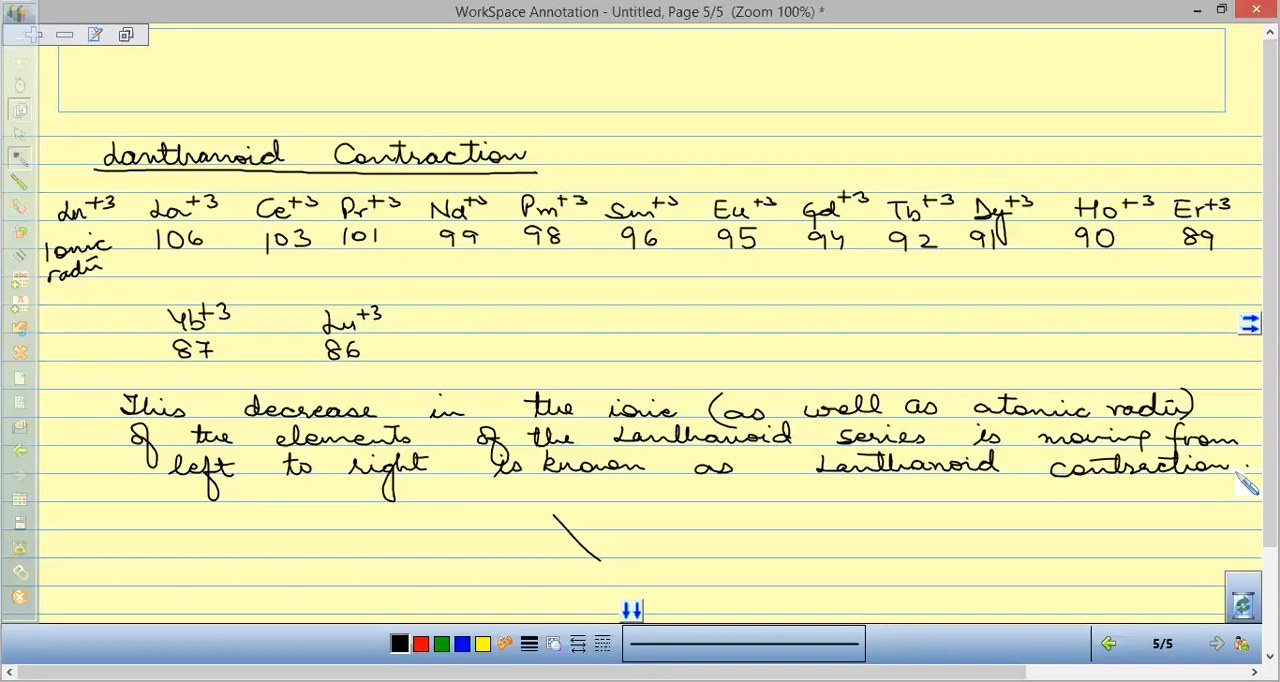 WorkSpace Annotation - Untitled, Page 5/5 (Zoom 100%) *
Lanthanoid Contraction
Ln+3 La+3 Ce+3 Pr+3 Nd+3 Pm+3 Sm+3 Eu+3 Gd+3 Tb+3 Dy+3 Ho+3 Er+3
Ionic 106 103 101 99 98 96 95 94 92 91 90 89
radii
Yb+3 Lu+3
87 86
This decrease in the ionic (as well as atomic radii)
of the elements of the Lanthanoid series is moving from
left to right is known as Lanthanoid contraction.
5/5